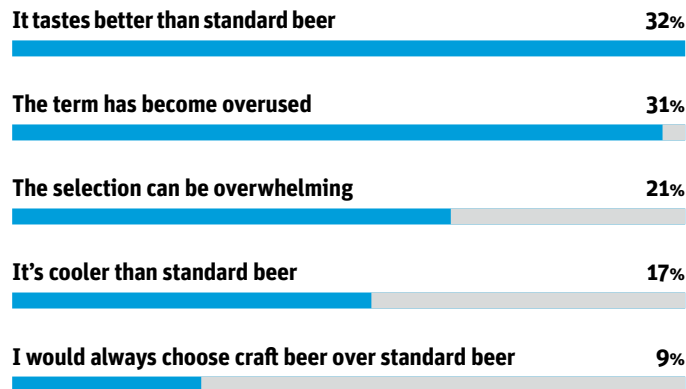 It tastes better than standard beer 32%
The term has become overused 31%
The selection can be overwhelming 21%
It’s cooler than standard beer 17%
I would always choose craft beer over standard beer 9%